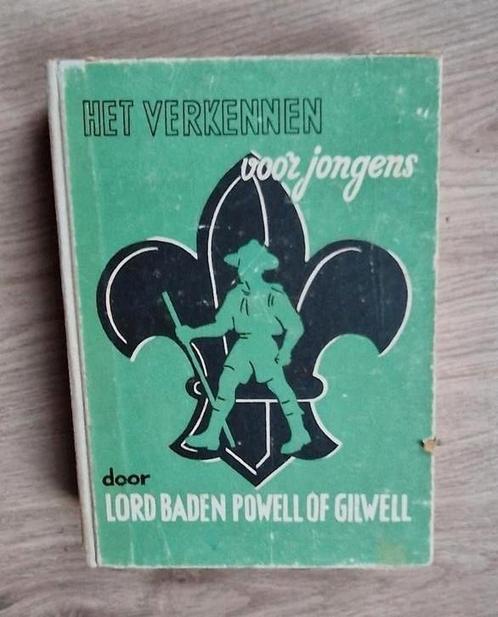 HET VERKENNEN
voor jongens
door
LORD BADEN POWELL OF GILWELL